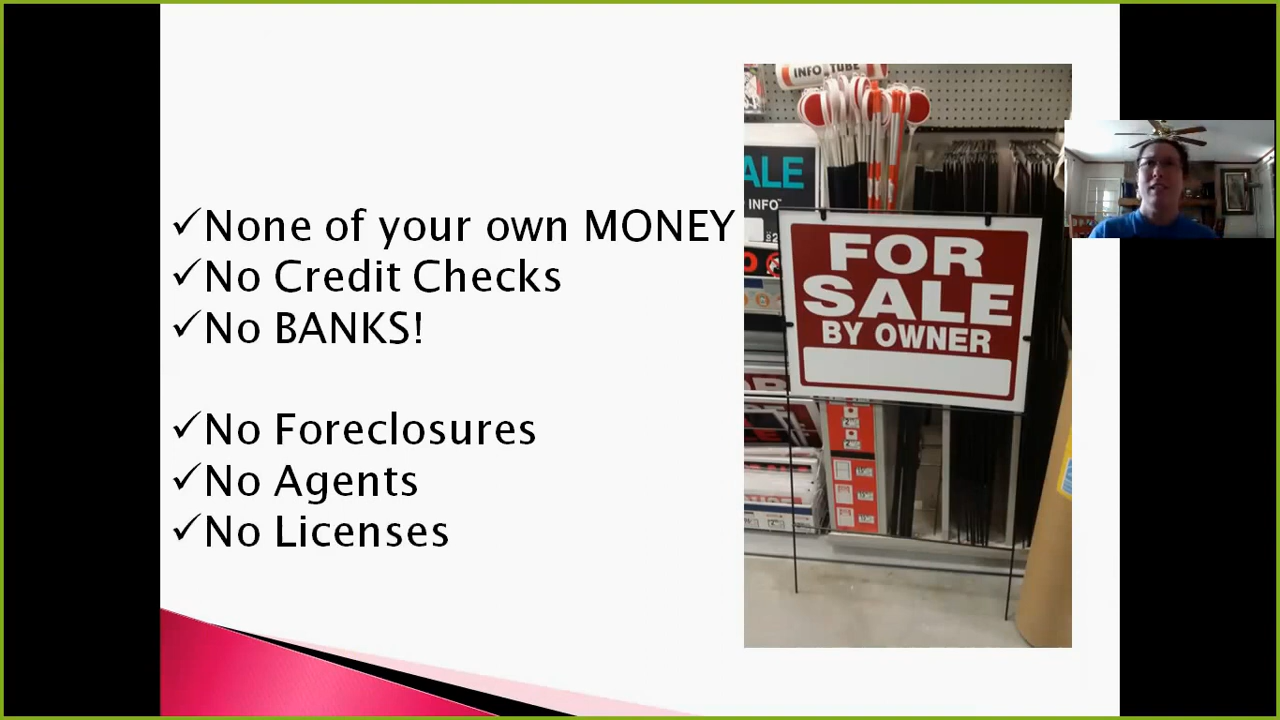 ✓None of your own MONEY
✓No Credit Checks
✓No BANKS!
✓No Foreclosures
✓No Agents
✓No Licenses
INFO TUBE
ALE
INFO
FOR
SALE
BY OWNER